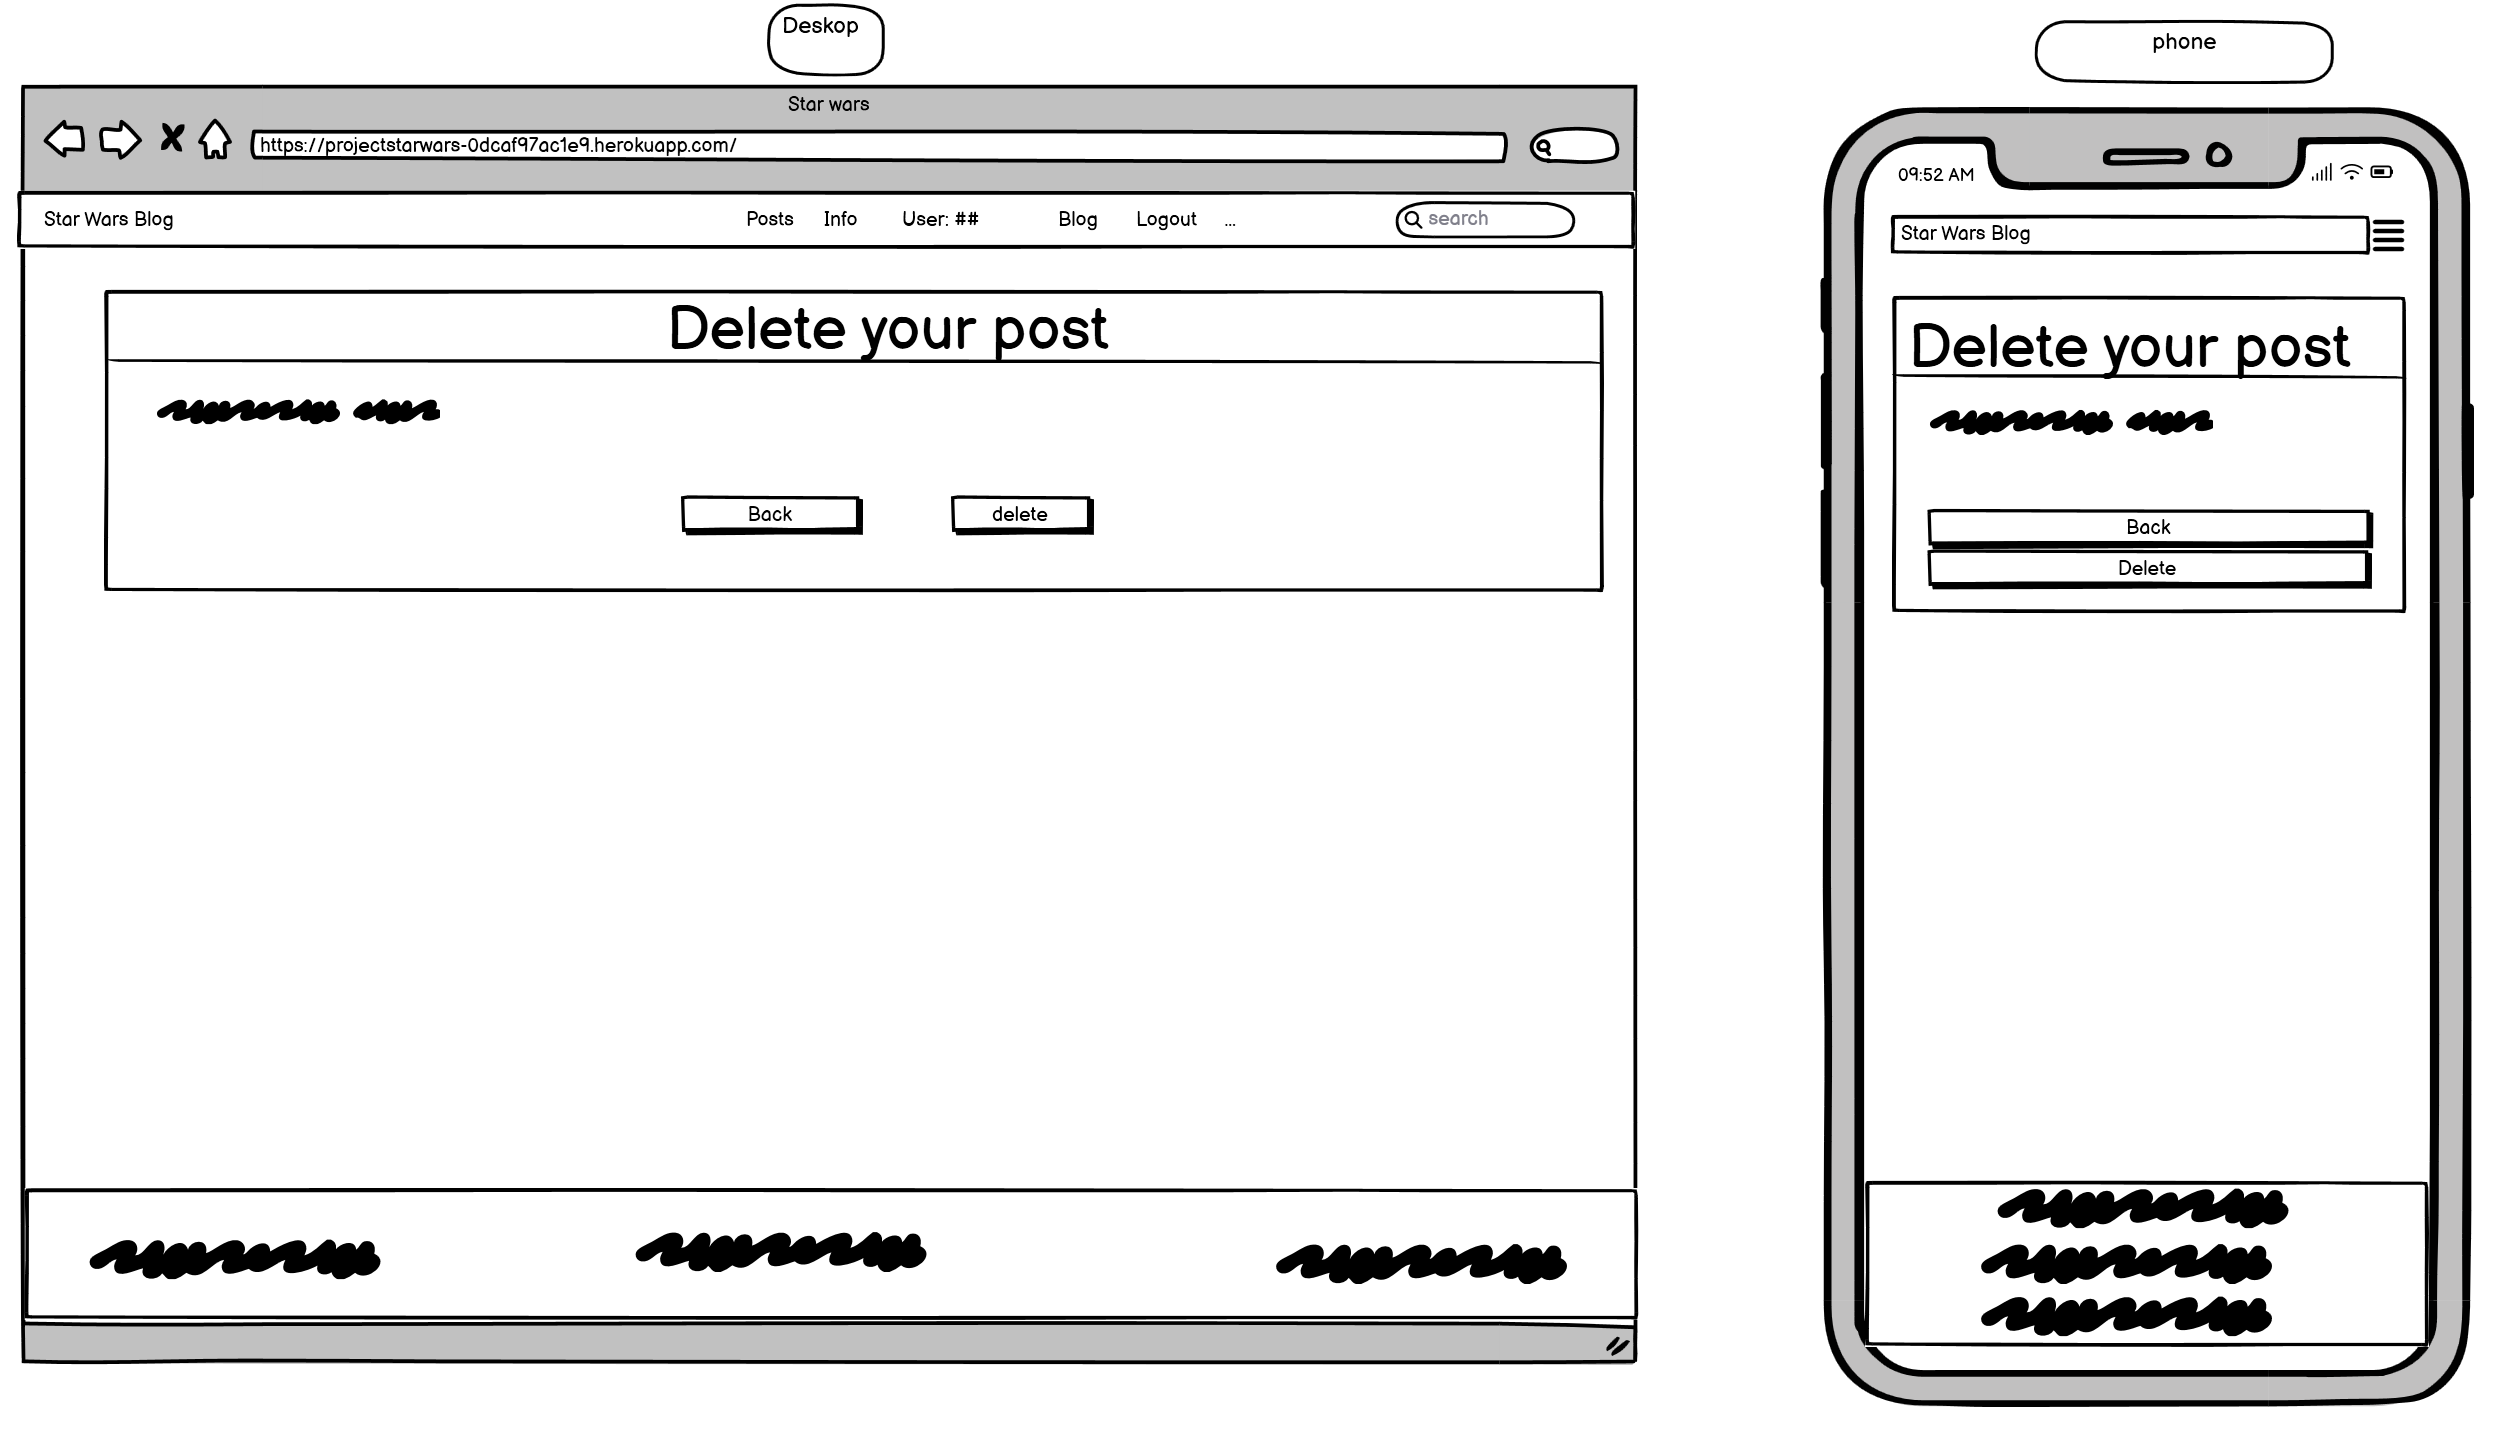 Deskop
Star wars
https://projectstarwars-0dcaf97ac1e9.herokuapp.com/
Star Wars Blog Posts Info User: ## Blog Logout ... search
Delete your post
Back delete
phone
09:52 AM
Star Wars Blog
Delete your post
Back
Delete